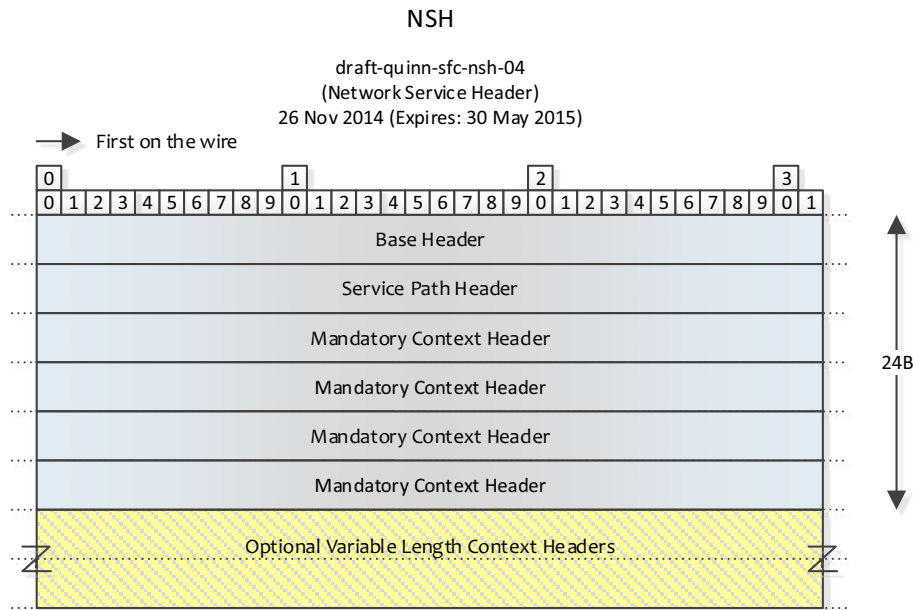 NSH
draft-quinn-sfc-nsh-04
(Network Service Header)
26 Nov 2014 (Expires: 30 May 2015)
First on the wire
0 1 2 3
0 1 2 3 4 5 6 7 8 9 0 1 2 3 4 5 6 7 8 9 0 1 2 3 4 5 6 7 8 9 0 1
Base Header
Service Path Header
Mandatory Context Header
24B
Mandatory Context Header
Mandatory Context Header
Mandatory Context Header
Optional Variable Length Context Headers